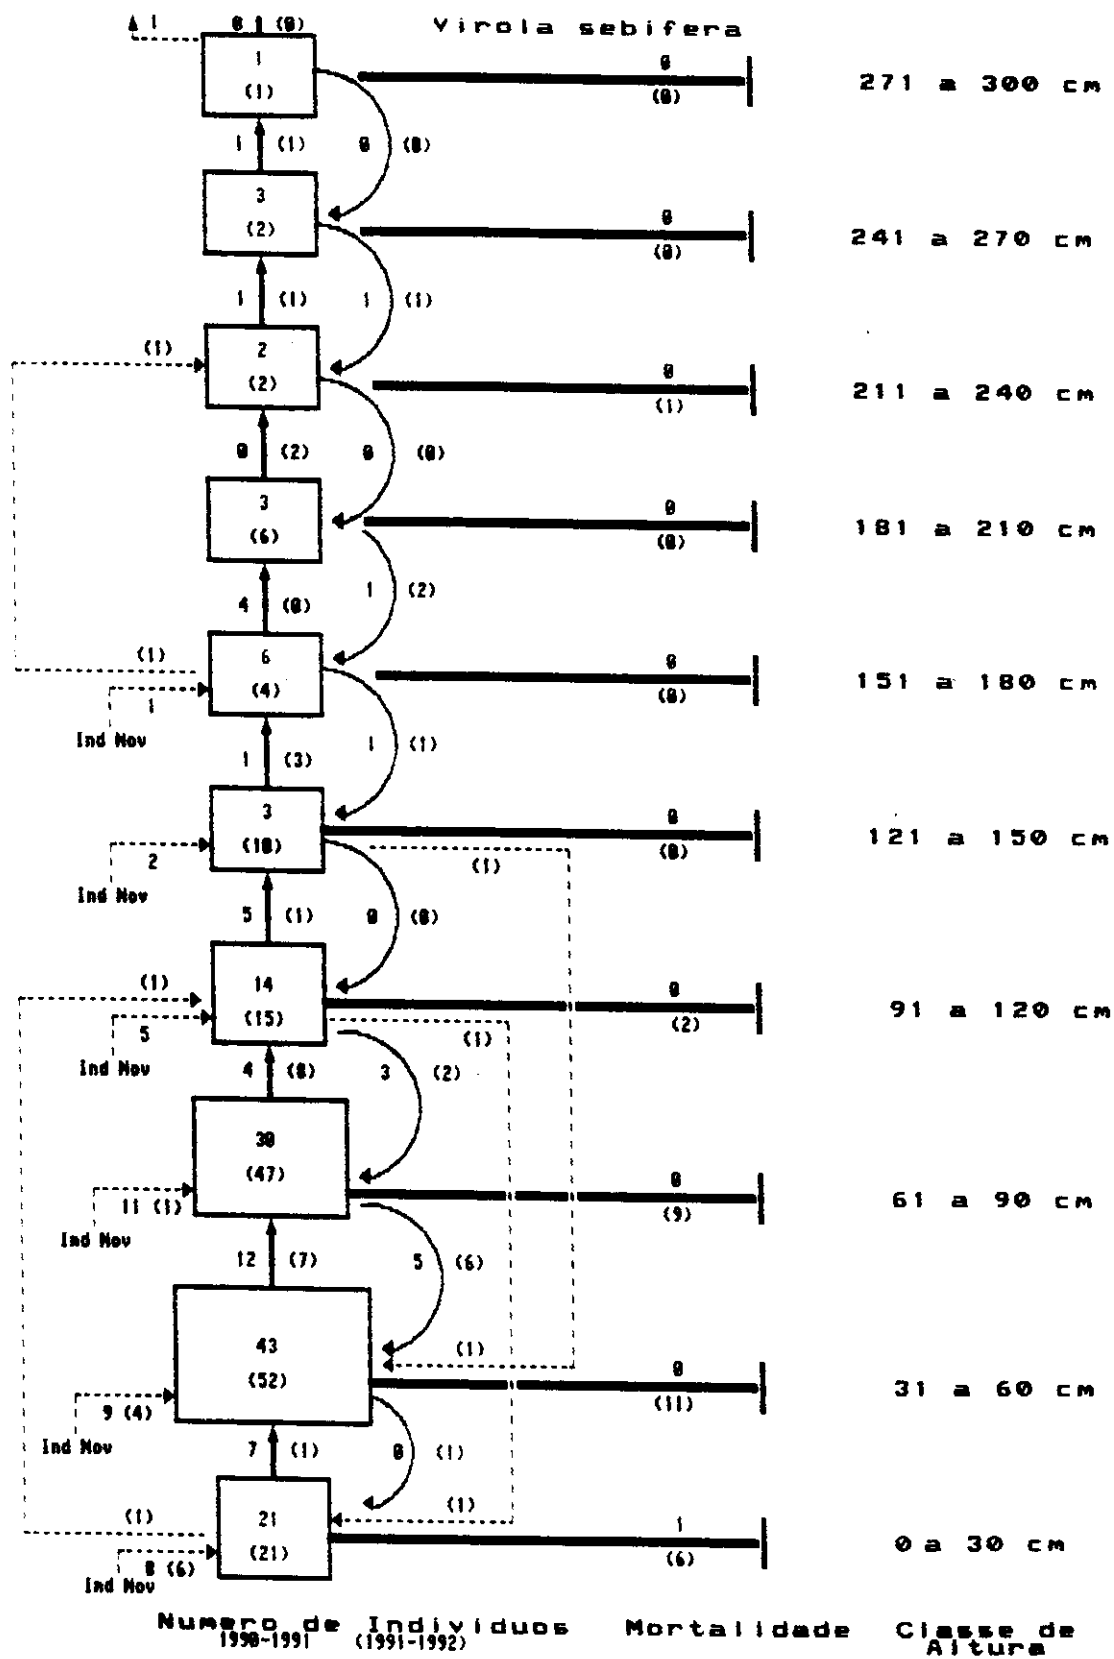 Virola sebifera
1
0 (0)
1
(1)
0
(0)
271 a 300 cm
1 (1) 0 (0)
3
(2)
0
(0)
241 a 270 cm
1 (1) 1 (1)
(1)
2
(2)
0
(1)
211 a 240 cm
0 (2) 0 (0)
3
(6)
0
(0)
181 a 210 cm
4 (0) 1 (2)
(1)
6
(4)
0
(0)
151 a 180 cm
1
Ind Nov
1 (3) 1 (1)
3
(10)
0
(0)
121 a 150 cm
2
(1)
Ind Nov
5 (1) 0 (0)
(1)
14
(15)
0
(2)
91 a 120 cm
5
(1)
Ind Nov
4 (8) 3 (2)
30
(47)
0
(9)
61 a 90 cm
11 (1)
Ind Nov
12 (7) 5 (6)
43
(52)
(1)
0
(11)
31 a 60 cm
9 (4)
Ind Nov
7 (1) 0 (1)
(1)
21
(21)
(1)
1
(6)
0 a 30 cm
8 (6)
Ind Nov
Numero de Individuos Mortalidade Classe de
1990-1991 (1991-1992) Altura